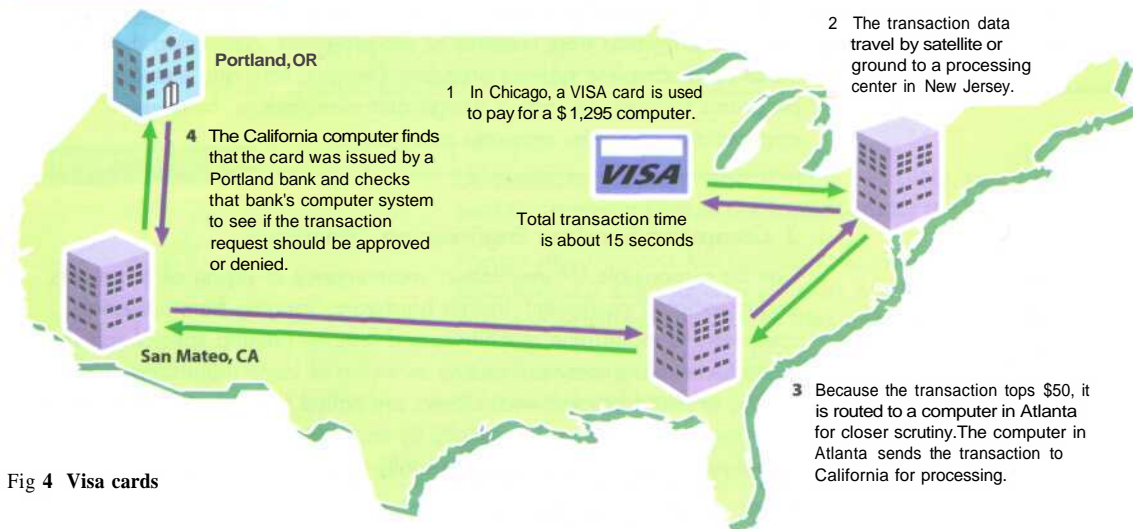 Portland, OR
1 In Chicago, a VISA card is used
to pay for a $1,295 computer.
VISA
Total transaction time
is about 15 seconds
2 The transaction data
travel by satellite or
ground to a processing
center in New Jersey.
3 Because the transaction tops $50, it
is routed to a computer in Atlanta
for closer scrutiny.The computer in
Atlanta sends the transaction to
California for processing.
4 The California computer finds
that the card was issued by a
Portland bank and checks
that bank's computer system
to see if the transaction
request should be approved
or denied.
San Mateo, CA
Fig 4 Visa cards